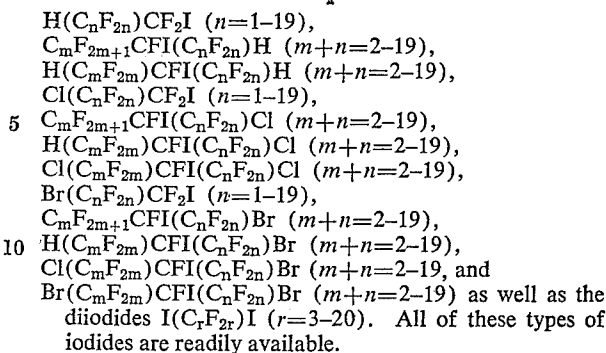 H(CₙF₂ₙ)CF₂I (n=1–19),
CₘF₂ₘ₊₁CFI(CₙF₂ₙ)H (m+n=2–19),
H(CₘF₂ₘ)CFI(CₙF₂ₙ)H (m+n=2–19),
Cl(CₙF₂ₙ)CF₂I (n=1–19),
5 CₘF₂ₘ₊₁CFI(CₙF₂ₙ)Cl (m+n=2–19),
H(CₘF₂ₘ)CFI(CₙF₂ₙ)Cl (m+n=2–19),
Cl(CₘF₂ₘ)CFI(CₙF₂ₙ)Cl (m+n=2–19),
Br(CₙF₂ₙ)CF₂I (n=1–19),
CₘF₂ₘ₊₁CFI(CₙF₂ₙ)Br (m+n=2–19),
10 H(CₘF₂ₘ)CFI(CₙF₂ₙ)Br (m+n=2–19),
Cl(CₘF₂ₘ)CFI(CₙF₂ₙ)Br (m+n=2–19, and
Br(CₘF₂ₘ)CFI(CₙF₂ₙ)Br (m+n=2–19) as well as the
diiodides I(CᵣF₂ᵣ)I (r=3–20). All of these types of
iodides are readily available.